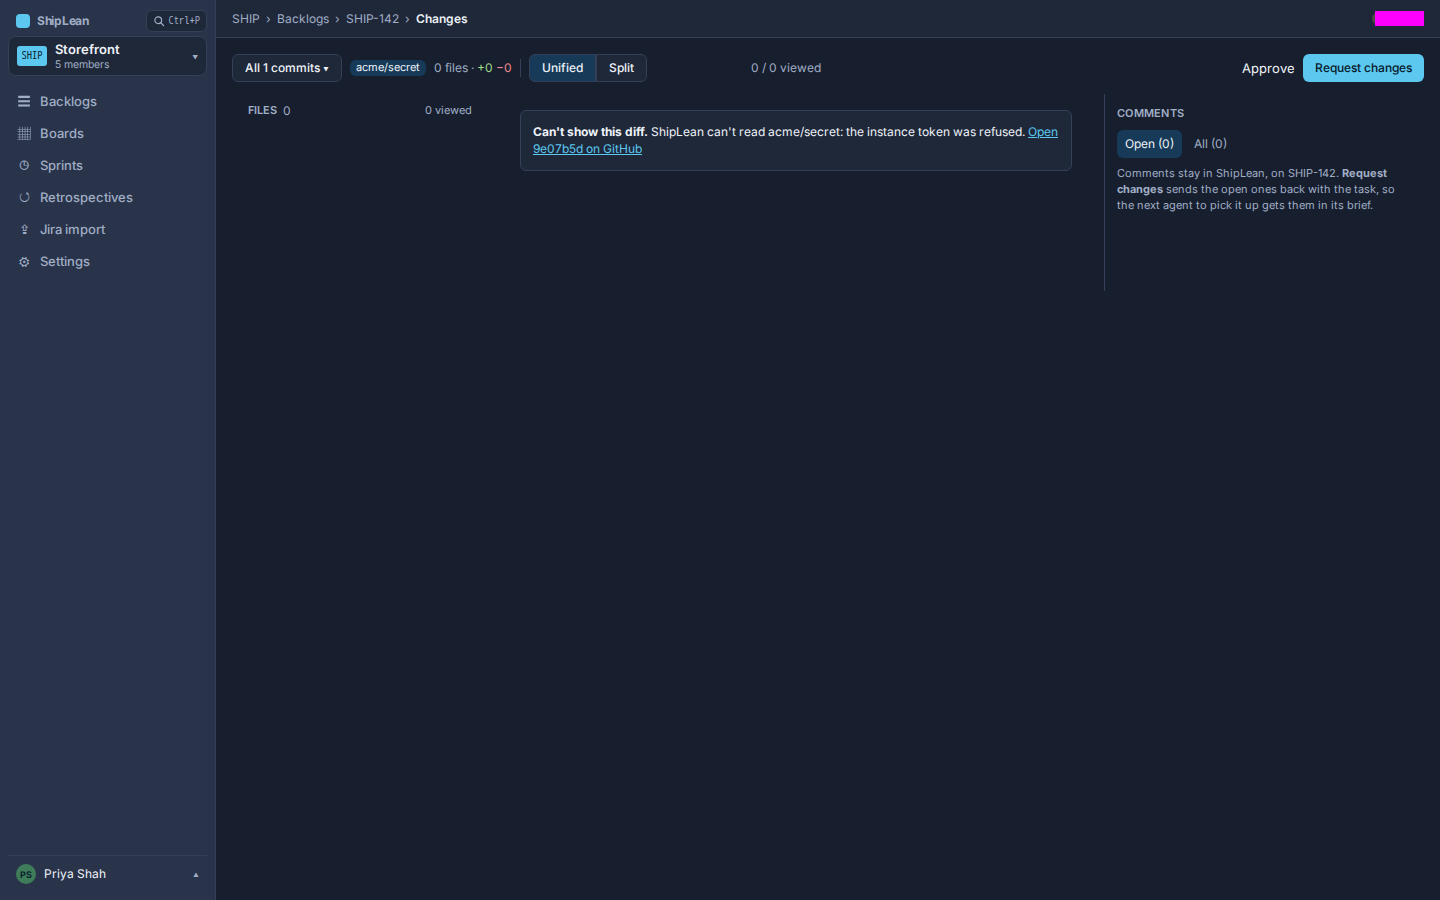 ShipLean
Ctrl+P
SHIP
Storefront
5 members
Backlogs
Boards
Sprints
Retrospectives
Jira import
Settings
Priya Shah
PS
SHIP › Backlogs › SHIP-142 › Changes
All 1 commits
acme/secret
0 files · +0 −0
Unified
Split
0 / 0 viewed
Approve
Request changes
FILES 0
0 viewed
Can't show this diff. ShipLean can't read acme/secret: the instance token was refused. Open
9e07b5d on GitHub
COMMENTS
Open (0)
All (0)
Comments stay in ShipLean, on SHIP-142. Request
changes sends the open ones back with the task, so
the next agent to pick it up gets them in its brief.